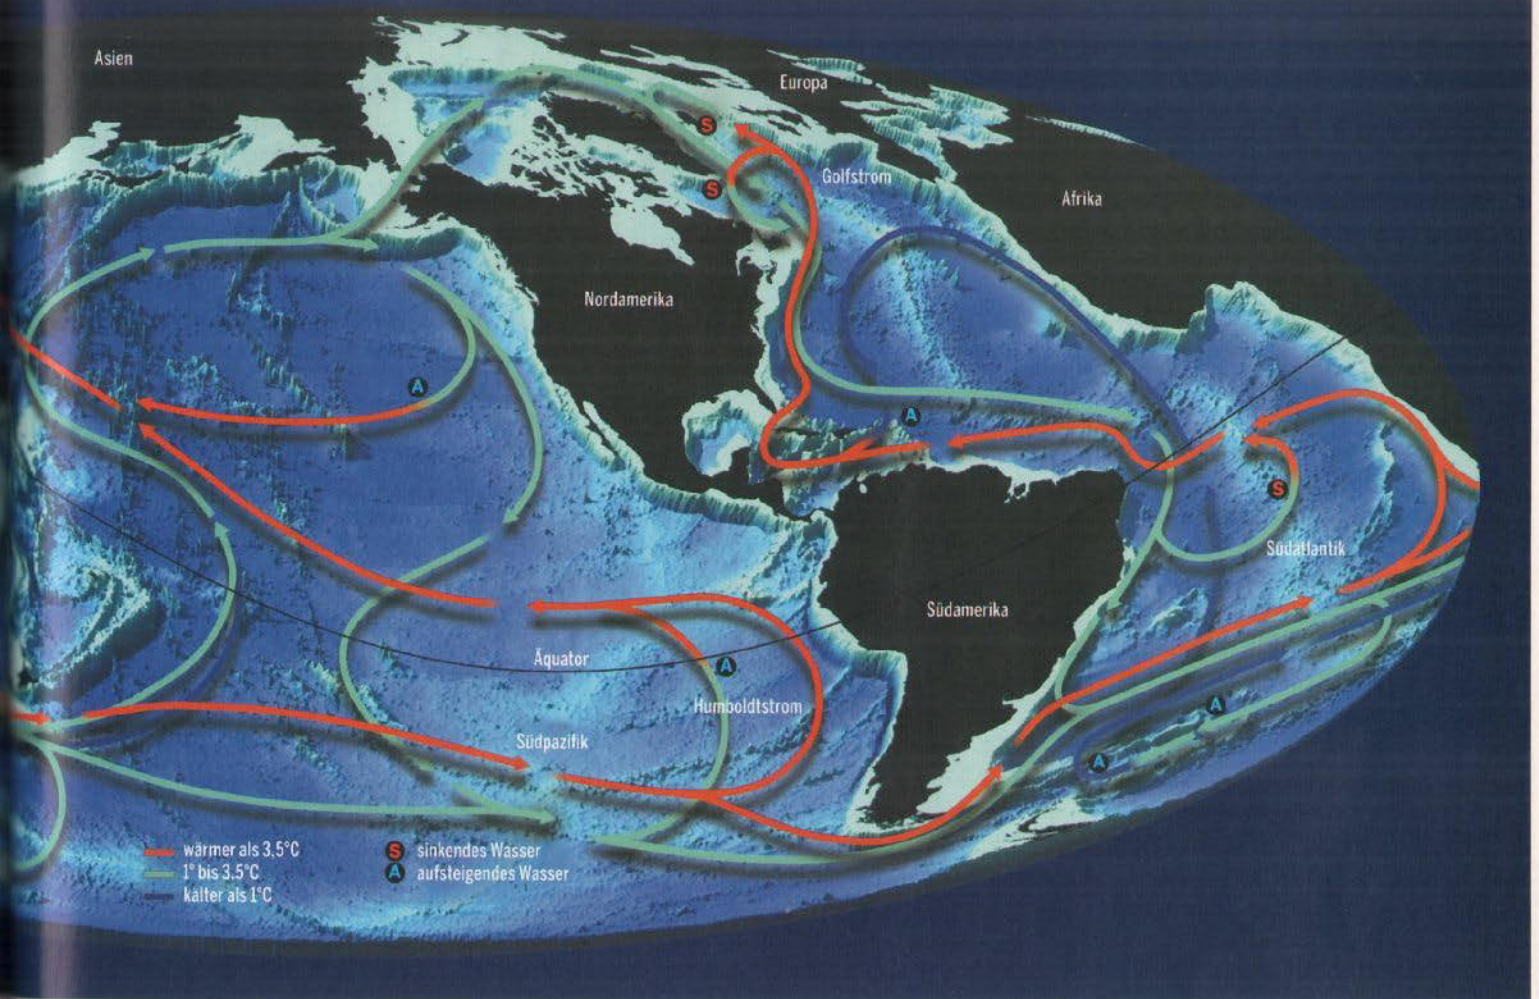 Asien
Europa
Golfstrom
Afrika
Nordamerika
S
S
A
A
S
Südatlantik
Südamerika
Äquator
A
Humboldtstrom
Südpazifik
A
A
wärmer als 3,5°C
1° bis 3,5°C
kälter als 1°C
S sinkendes Wasser
A aufsteigendes Wasser